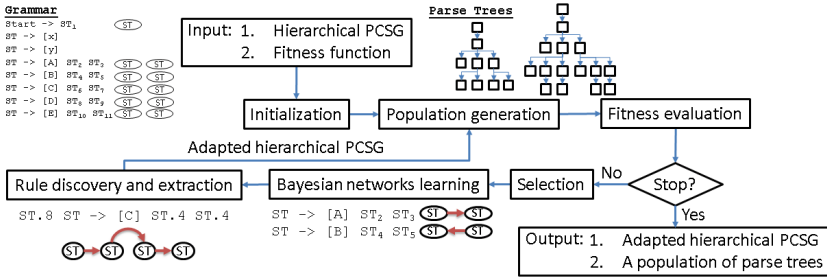 Grammar
Start -> ST1 ST
ST -> [x]
ST -> [y]
ST -> [A] ST2 ST3 ST ST
ST -> [B] ST4 ST5 ST ST
ST -> [C] ST6 ST7 ST ST
ST -> [D] ST8 ST9 ST ST
ST -> [E] ST10 ST11 ST ST
Input: 1. Hierarchical PCSG
2. Fitness function
Parse Trees
Initialization
Population generation
Fitness evaluation
Adapted hierarchical PCSG
Rule discovery and extraction
Bayesian networks learning
Selection
No
Stop?
Yes
ST.8 ST -> [C] ST.4 ST.4
ST ST ST ST
ST -> [A] ST2 ST3 ST ST
ST -> [B] ST4 ST5 ST ST
Output: 1. Adapted hierarchical PCSG
2. A population of parse trees